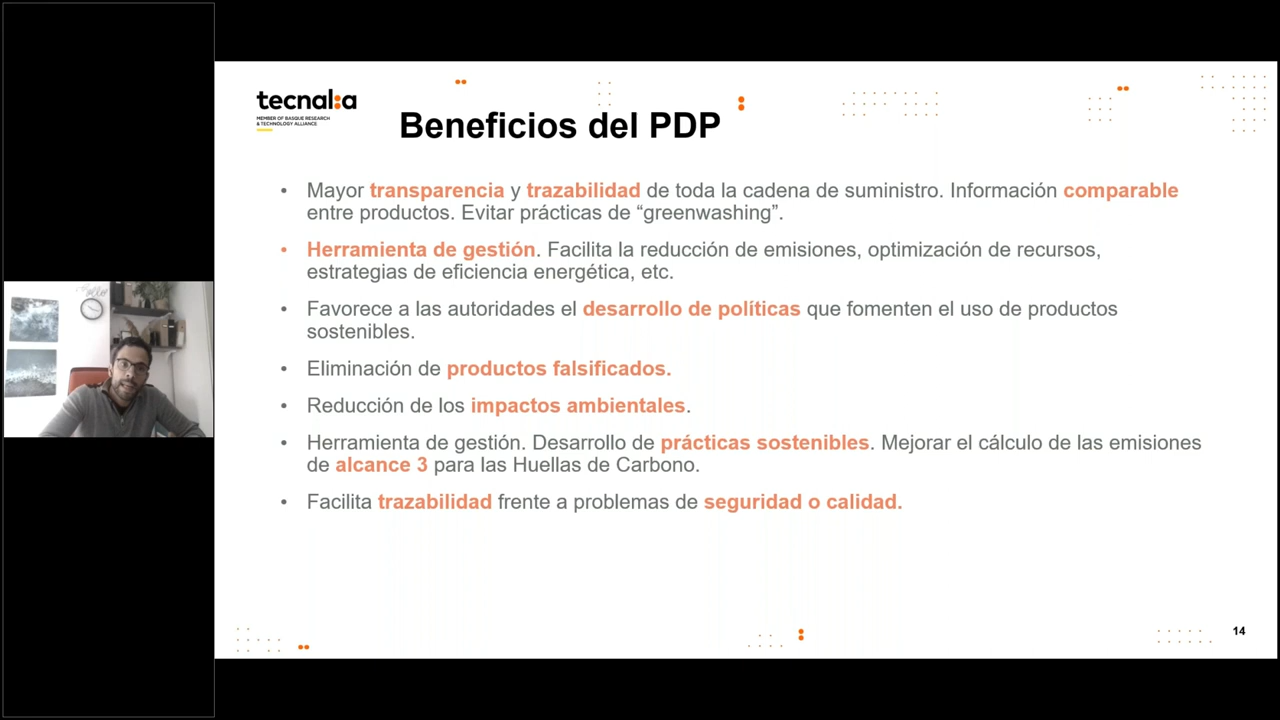 tecnal:a
MEMBER OF BASQUE RESEARCH
& TECHNOLOGY ALLIANCE
Beneficios del PDP
• Mayor transparencia y trazabilidad de toda la cadena de suministro. Información comparable
entre productos. Evitar prácticas de “greenwashing”.
• Herramienta de gestión. Facilita la reducción de emisiones, optimización de recursos,
estrategias de eficiencia energética, etc.
• Favorece a las autoridades el desarrollo de políticas que fomenten el uso de productos
sostenibles.
• Eliminación de productos falsificados.
• Reducción de los impactos ambientales.
• Herramienta de gestión. Desarrollo de prácticas sostenibles. Mejorar el cálculo de las emisiones
de alcance 3 para las Huellas de Carbono.
• Facilita trazabilidad frente a problemas de seguridad o calidad.
14